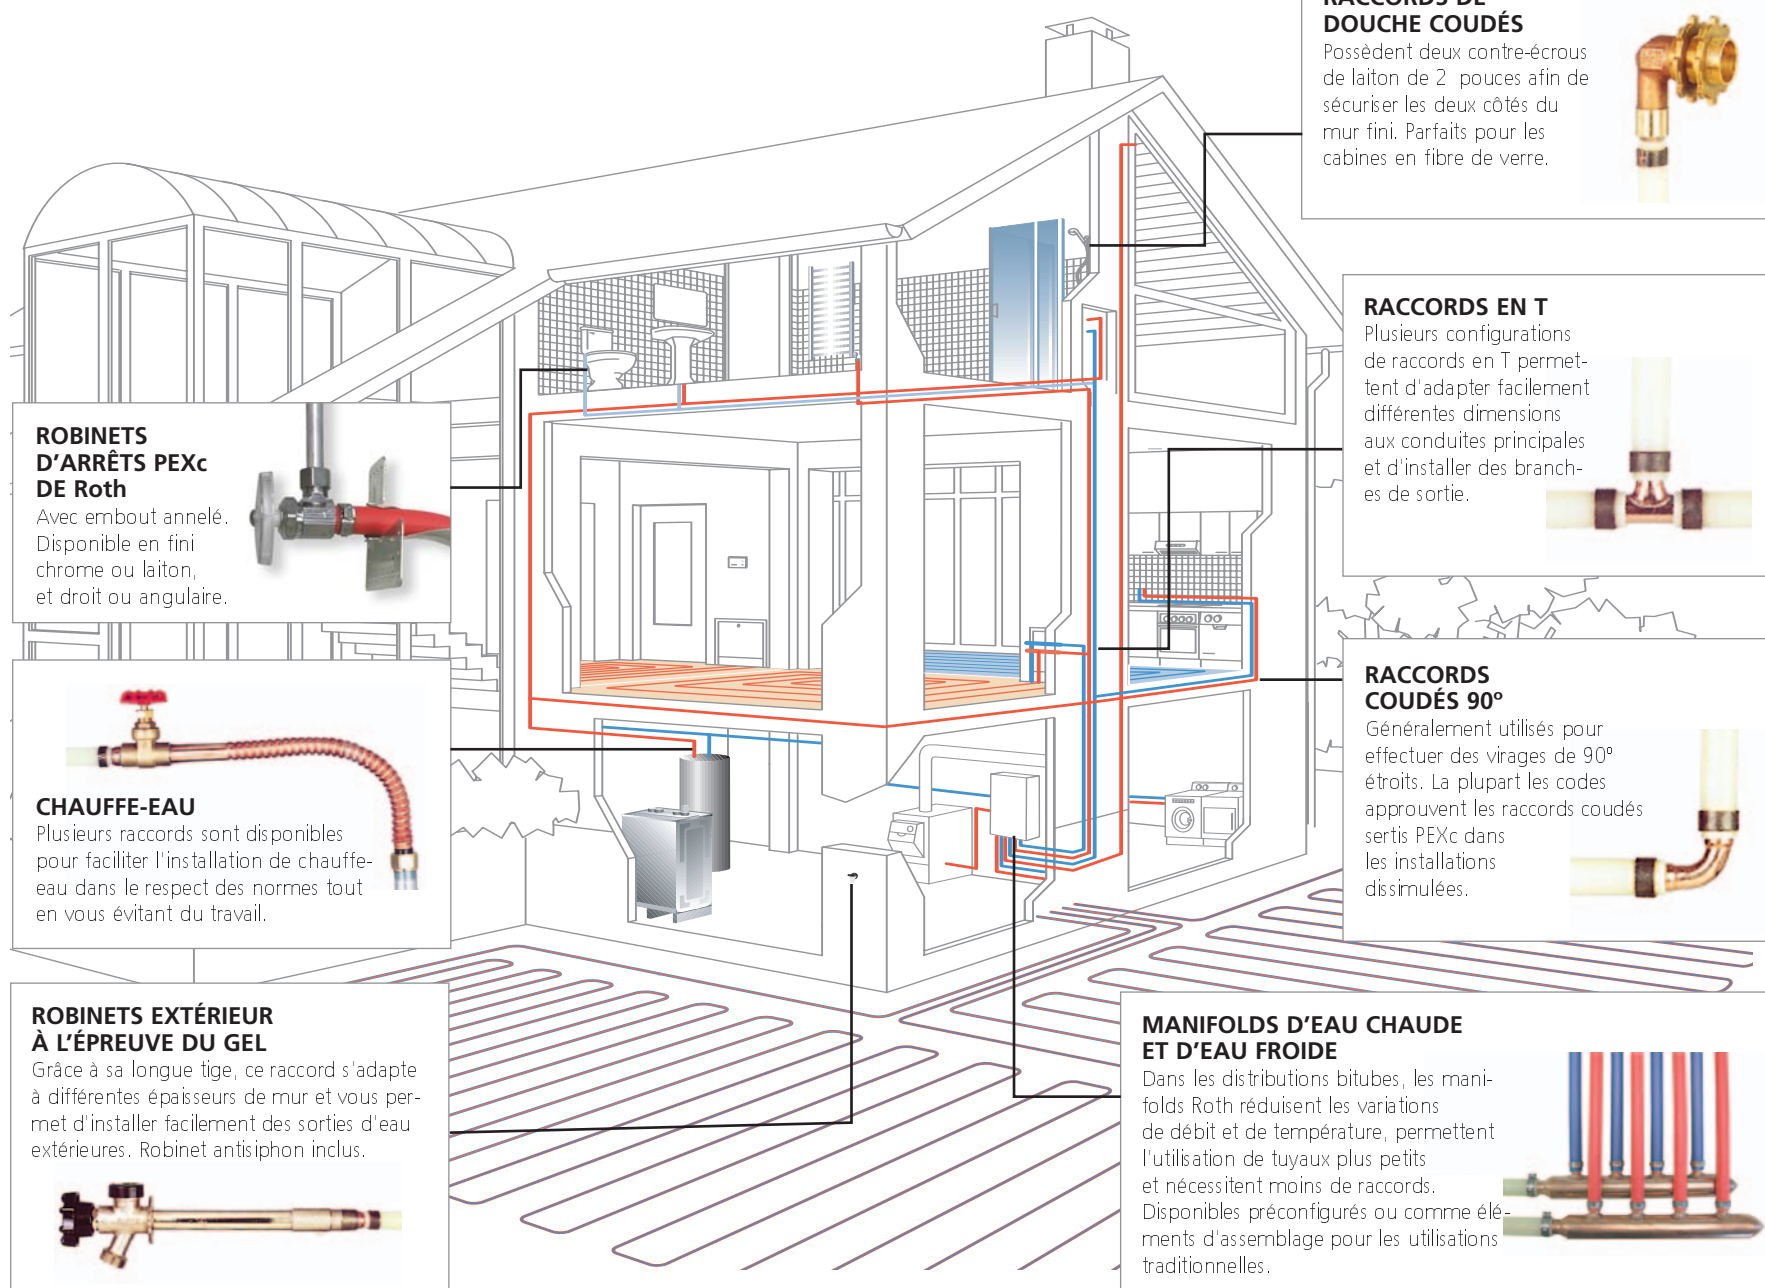 RACCORDS DE
DOUCHE COUDÉS
Possèdent deux contre-écrous
de laiton de 2 pouces afin de
sécuriser les deux côtés du
mur fini. Parfaits pour les
cabines en fibre de verre.
RACCORDS EN T
Plusieurs configurations
de raccords en T permet-
tent d'adapter facilement
différentes dimensions
aux conduites principales
et d'installer des branch-
es de sortie.
ROBINETS
D'ARRÊTS PEXc
DE Roth
Avec embout annelé.
Disponible en fini
chrome ou laiton,
et droit ou angulaire.
RACCORDS
COUDÉS 90º
Généralement utilisés pour
effectuer des virages de 90º
étroits. La plupart les codes
approuvent les raccords coudés
sertis PEXc dans
les installations
dissimulées.
CHAUFFE-EAU
Plusieurs raccords sont disponibles
pour faciliter l'installation de chauffe-
eau dans le respect des normes tout
en vous évitant du travail.
ROBINETS EXTÉRIEUR
À L'ÉPREUVE DU GEL
Grâce à sa longue tige, ce raccord s'adapte
à différentes épaisseurs de mur et vous per-
met d'installer facilement des sorties d'eau
extérieures. Robinet antisiphon inclus.
MANIFOLDS D'EAU CHAUDE
ET D'EAU FROIDE
Dans les distributions bitubes, les mani-
folds Roth réduisent les variations
de débit et de température, permettent
l'utilisation de tuyaux plus petits
et nécessitent moins de raccords.
Disponibles préconfigurés ou comme élé-
ments d'assemblage pour les utilisations
traditionnelles.